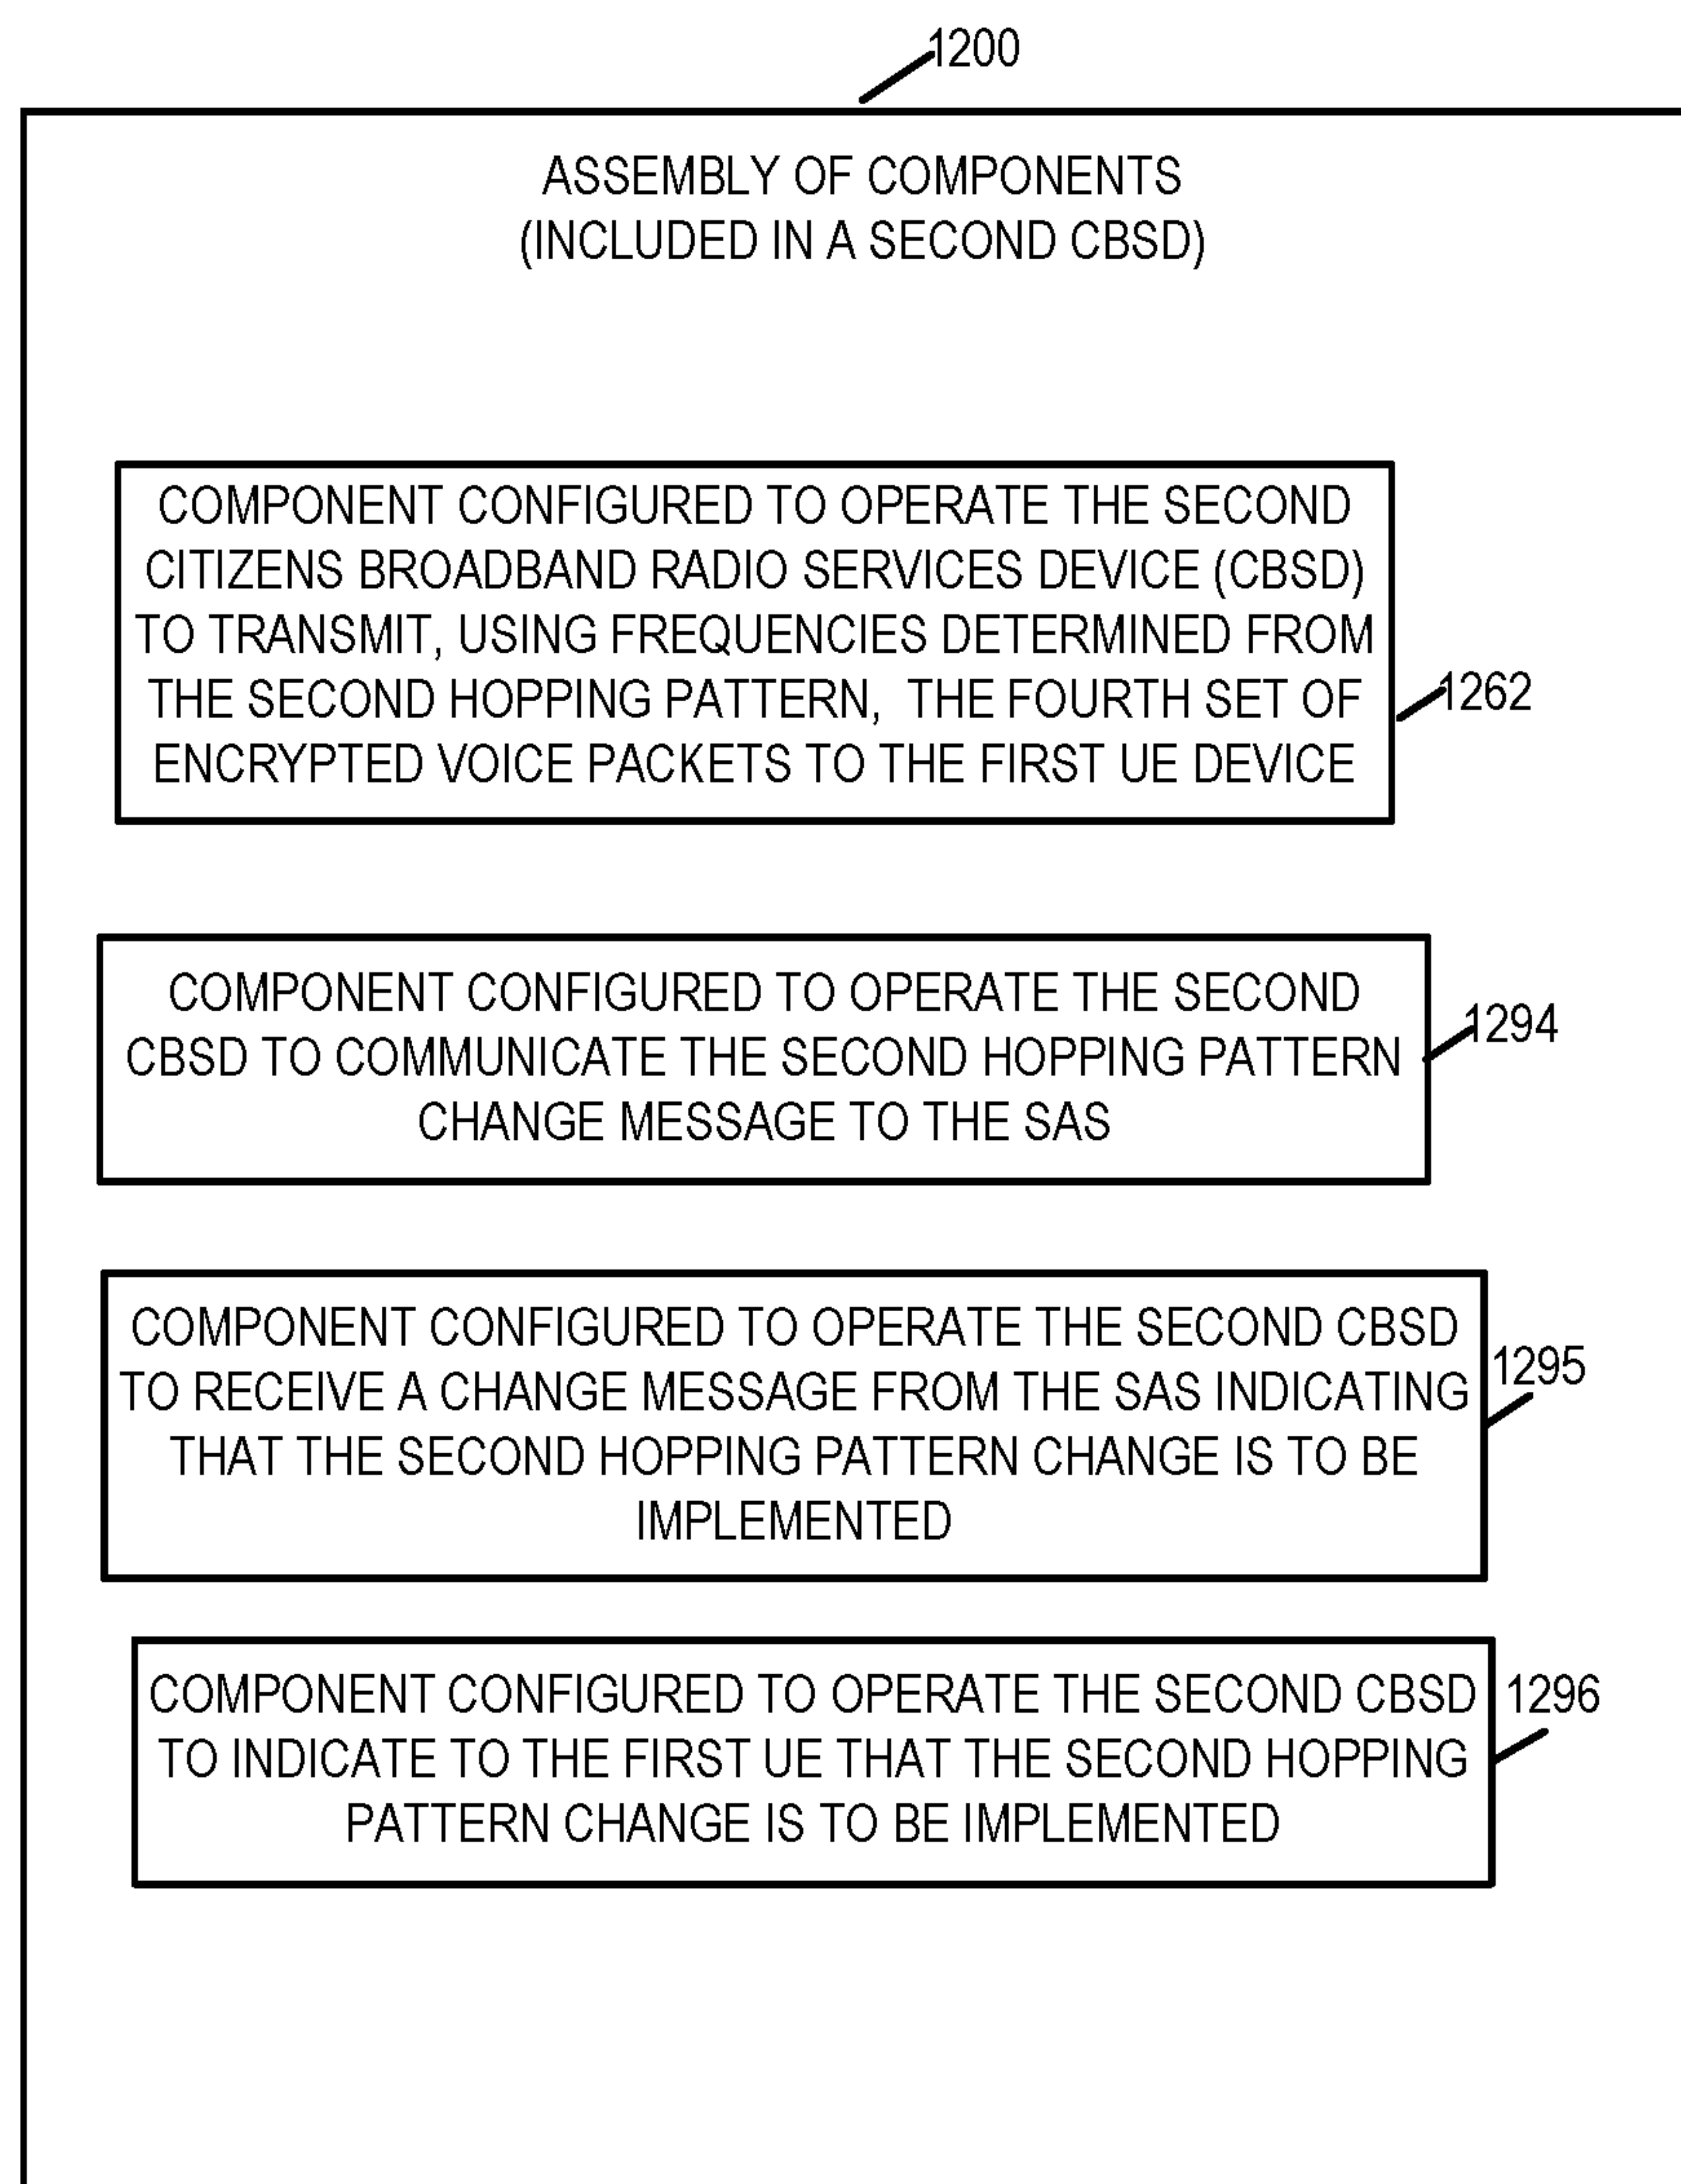 1200
ASSEMBLY OF COMPONENTS
(INCLUDED IN A SECOND CBSD)
COMPONENT CONFIGURED TO OPERATE THE SECOND
CITIZENS BROADBAND RADIO SERVICES DEVICE (CBSD)
TO TRANSMIT, USING FREQUENCIES DETERMINED FROM
THE SECOND HOPPING PATTERN, THE FOURTH SET OF
ENCRYPTED VOICE PACKETS TO THE FIRST UE DEVICE
1262
COMPONENT CONFIGURED TO OPERATE THE SECOND
CBSD TO COMMUNICATE THE SECOND HOPPING PATTERN
CHANGE MESSAGE TO THE SAS
1294
COMPONENT CONFIGURED TO OPERATE THE SECOND CBSD
TO RECEIVE A CHANGE MESSAGE FROM THE SAS INDICATING
THAT THE SECOND HOPPING PATTERN CHANGE IS TO BE
IMPLEMENTED
1295
COMPONENT CONFIGURED TO OPERATE THE SECOND CBSD
TO INDICATE TO THE FIRST UE THAT THE SECOND HOPPING
PATTERN CHANGE IS TO BE IMPLEMENTED
1296